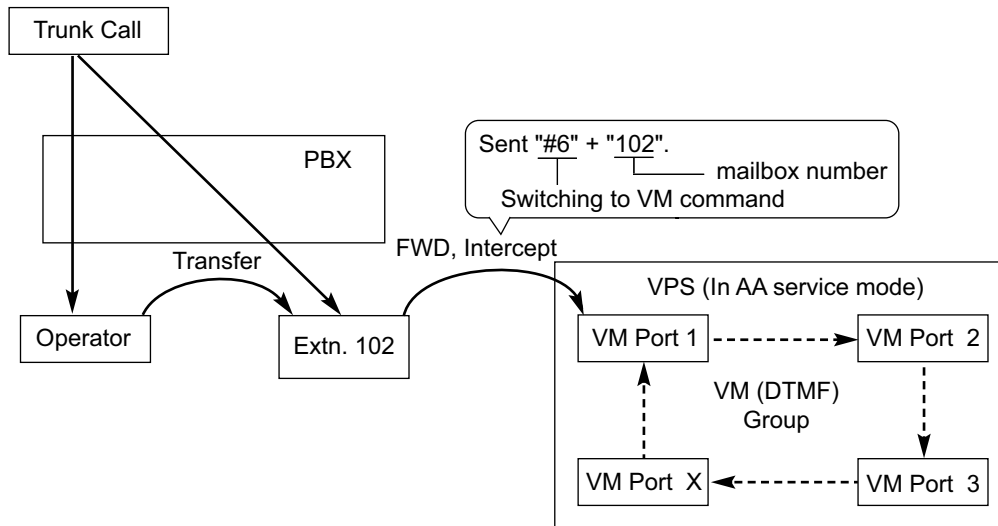 Trunk Call
PBX
Sent "#6" + "102".
mailbox number
Switching to VM command
Transfer
FWD, Intercept
VPS (In AA service mode)
Operator
Extn. 102
VM Port 1
VM Port 2
VM (DTMF)
Group
VM Port X
VM Port 3